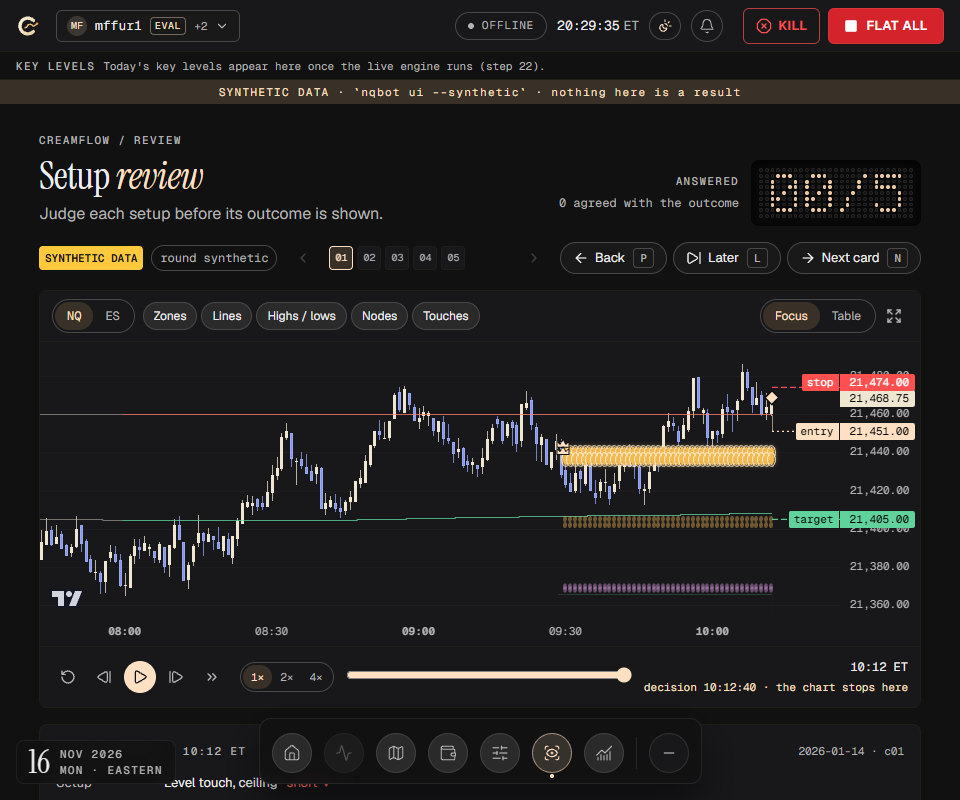 MF mffur1 EVAL +2
OFFLINE
20:29:35 ET
KILL
FLAT ALL
KEY LEVELS Today's key levels appear here once the live engine runs (step 22).
SYNTHETIC DATA · `nqbot ui --synthetic` · nothing here is a result
CREAMFLOW / REVIEW
Setup review
Judge each setup before its outcome is shown.
ANSWERED
0 agreed with the outcome
00/5
SYNTHETIC DATA
round synthetic
01 02 03 04 05
Back P
Later L
Next card N
NQ ES
Zones
Lines
Highs / lows
Nodes
Touches
Focus Table
stop 21,474.00
21,468.75
21,460.00
entry 21,451.00
21,440.00
21,420.00
target 21,405.00
21,400.00
21,380.00
21,360.00
08:00 08:30 09:00 09:30 10:00
1× 2× 4×
10:12 ET
decision 10:12:40 · the chart stops here
16 NOV 2026
MON · EASTERN
10:12 ET
2026-01-14 · c01
Setup Level touch, ceiling short